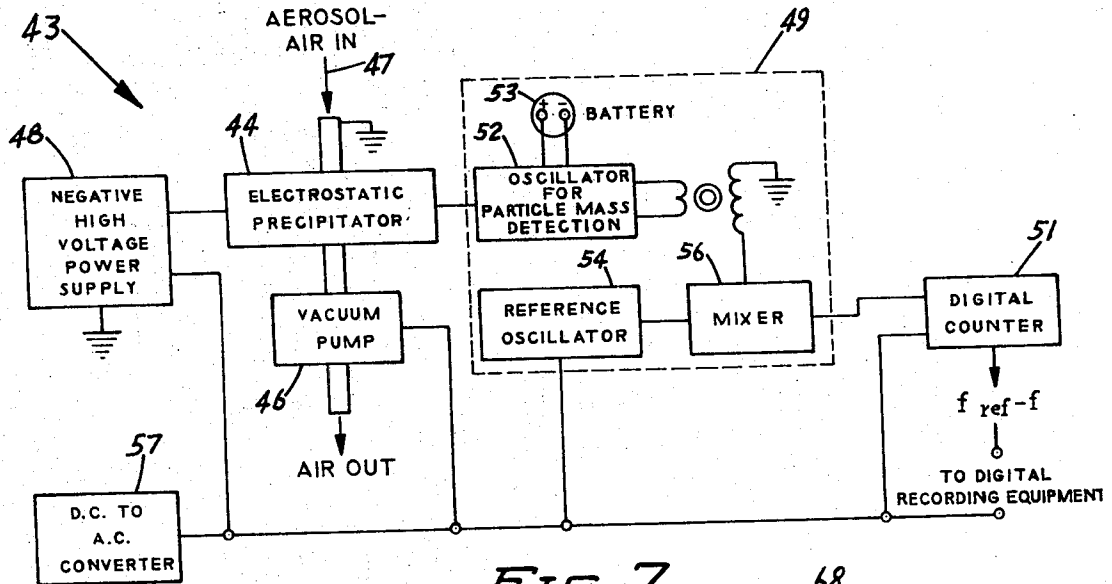 43
AEROSOL-
AIR IN
47
49
53
+ -
BATTERY
48
44
52
NEGATIVE
HIGH
VOLTAGE
POWER
SUPPLY
ELECTROSTATIC
PRECIPITATOR
OSCILLATOR
FOR
PARTICLE MASS
DETECTION
51
54
56
VACUUM
PUMP
REFERENCE
OSCILLATOR
MIXER
DIGITAL
COUNTER
46
f ref-f
57
AIR OUT
TO DIGITAL
RECORDING EQUIPMENT
D.C. TO
A.C.
CONVERTER
FIG. 7
68